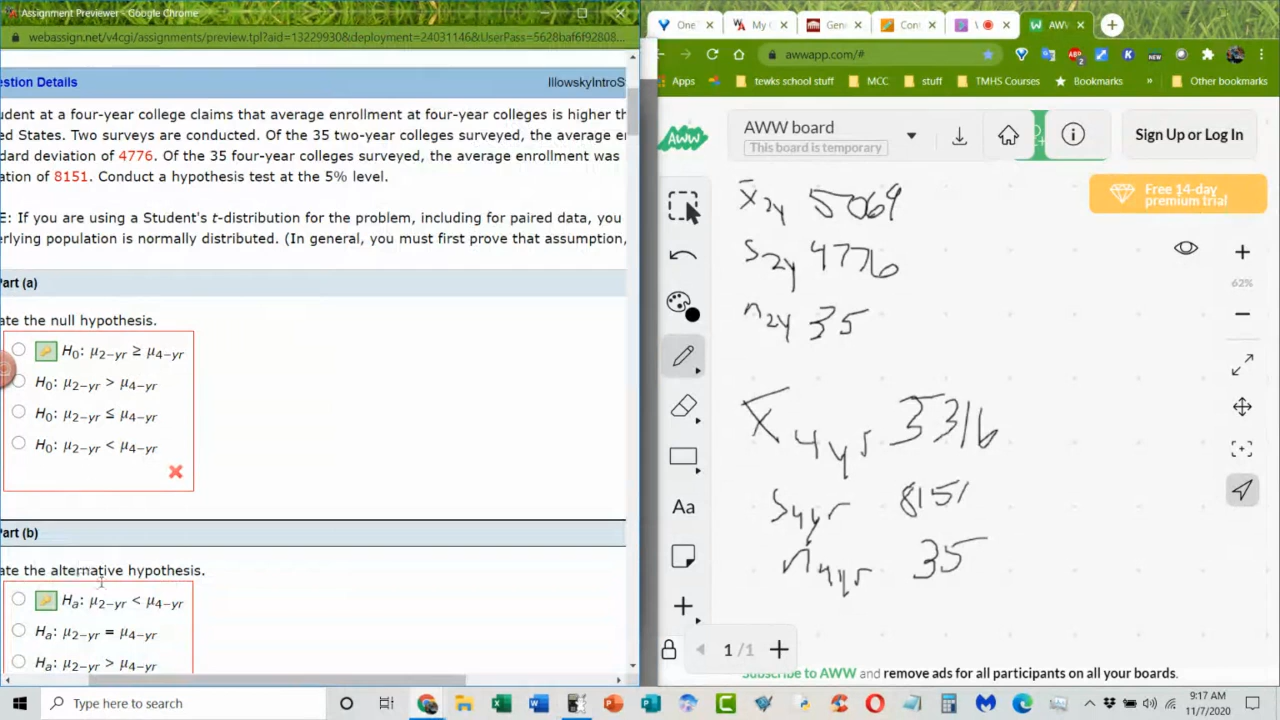 Assignment Previewer - Google Chrome
webassign.net/v4cgi/assignments/preview.tpl?aid=13229930&deployment=24031146&UserPass=5628baf6f92808...
estion Details
IllowskyIntroS
udent at a four-year college claims that average enrollment at four-year colleges is higher th
ed States. Two surveys are conducted. Of the 35 two-year colleges surveyed, the average e
dard deviation of 4776. Of the 35 four-year colleges surveyed, the average enrollment was
ation of 8151. Conduct a hypothesis test at the 5% level.
E: If you are using a Student's t-distribution for the problem, including for paired data, you
erlying population is normally distributed. (In general, you must first prove that assumption,
Part (a)
ate the null hypothesis.
H0: μ2−yr ≥ μ4−yr
H0: μ2−yr > μ4−yr
H0: μ2−yr ≤ μ4−yr
H0: μ2−yr < μ4−yr
Part (b)
ate the alternative hypothesis.
Ha: μ2−yr < μ4−yr
Ha: μ2−yr = μ4−yr
Ha: μ2−yr > μ4−yr
One T
My C
Gene
Con
AWW
awwapp.com/#
Apps
tewks school stuff
MCC
stuff
TMHS Courses
Bookmarks
»
Other bookmarks
AWW
AWW board
This board is temporary
Sign Up or Log In
Free 14-day
premium trial
62%
x̄2y 5069
s2y 4776
n2y 35
x̄4yr 5316
s4yr 8151
n4yr 35
Aa
1 / 1
Subscribe to AWW and remove ads for all participants on all your boards.
Type here to search
9:17 AM
11/7/2020